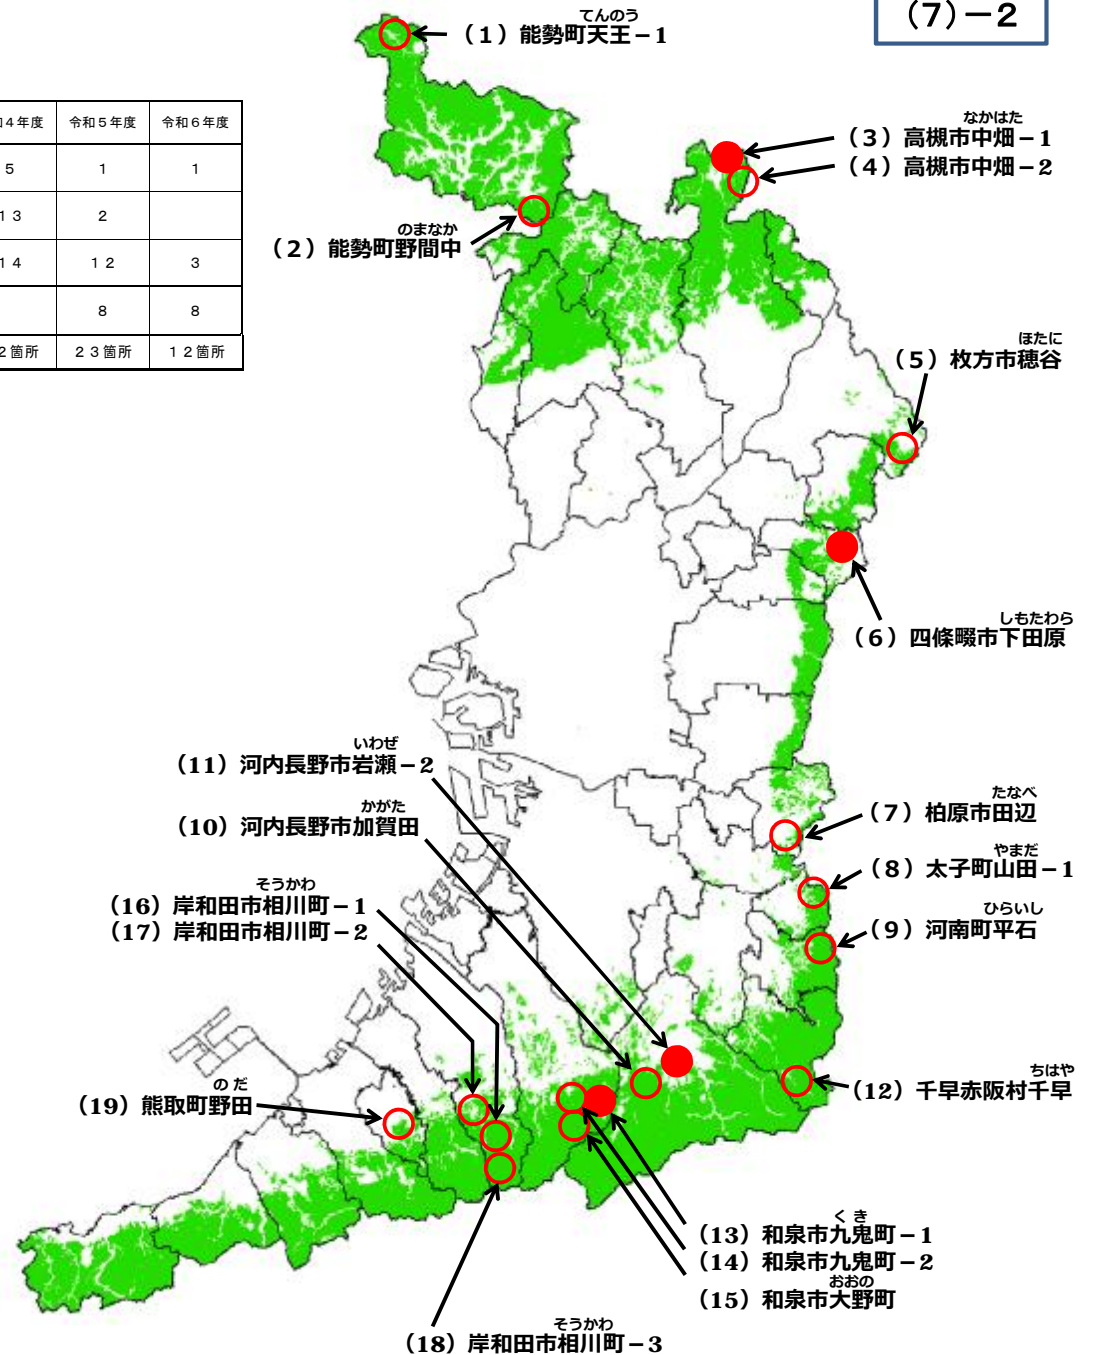 （７）－２
てんのう
（１）能勢町天王－1
４年度 令和５年度 令和６年度
５ １ １
１３ ２
１４ １２ ３
８ ８
２箇所 ２３箇所 １２箇所
なかはた
（３）高槻市中畑－1
（４）高槻市中畑－2
のまなか
（２）能勢町野間中
ほたに
（５）枚方市穂谷
しもたわら
（６）四條畷市下田原
いわぜ
（11）河内長野市岩瀬－2
かがた
（10）河内長野市加賀田
たなべ
（７）柏原市田辺
やまだ
（８）太子町山田－1
そうかわ
（16）岸和田市相川町－1
（17）岸和田市相川町－2
ひらいし
（９）河南町平石
ちはや
（12）千早赤阪村千早
のだ
（19）熊取町野田
くき
（13）和泉市九鬼町－1
（14）和泉市九鬼町－2
おおの
（15）和泉市大野町
そうかわ
（18）岸和田市相川町－3